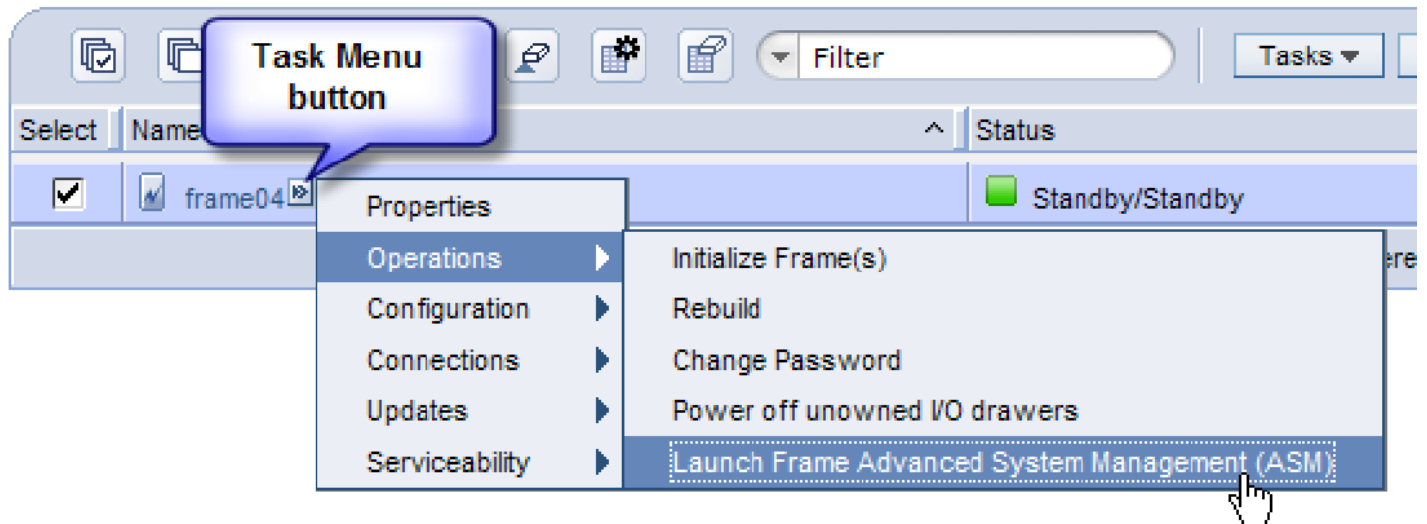 Task Menu
button
Filter
Tasks
Select Name Status
frame04 Standby/Standby
Properties
Operations
Configuration
Connections
Updates
Serviceability
Initialize Frame(s)
Rebuild
Change Password
Power off unowned I/O drawers
Launch Frame Advanced System Management (ASM)